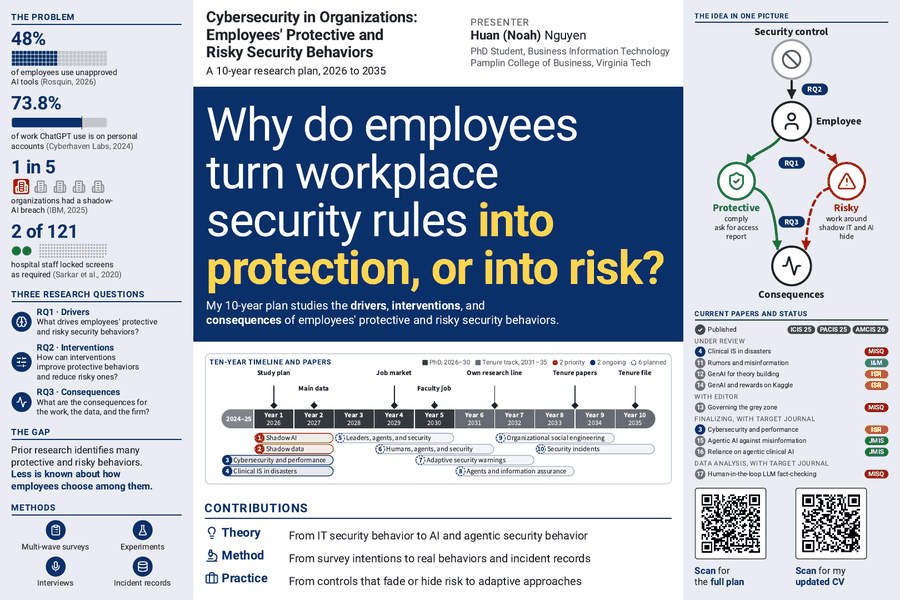 THE PROBLEM
48%
of employees use unapproved
AI tools (Rosquin, 2026)
73.8%
of work ChatGPT use is on personal
accounts (Cyberhaven Labs, 2024)
1 in 5
organizations had a shadow-
AI breach (IBM, 2025)
2 of 121
hospital staff locked screens
as required (Sarkar et al., 2020)
THREE RESEARCH QUESTIONS
RQ1 · Drivers
What drives employees' protective
and risky security behaviors?
RQ2 · Interventions
How can interventions
improve protective behaviors
and reduce risky ones?
RQ3 · Consequences
What are the consequences for
the work, the data, and the firm?
THE GAP
Prior research identifies many
protective and risky behaviors.
Less is known about how
employees choose among them.
METHODS
Multi-wave surveys
Experiments
Interviews
Incident records
Cybersecurity in Organizations:
Employees' Protective and
Risky Security Behaviors
A 10-year research plan, 2026 to 2035
PRESENTER
Huan (Noah) Nguyen
PhD Student, Business Information Technology
Pamplin College of Business, Virginia Tech
Why do employees
turn workplace
security rules into
protection, or into risk?
My 10-year plan studies the drivers, interventions, and
consequences of employees' protective and risky security behaviors.
TEN-YEAR TIMELINE AND PAPERS
PhD, 2026–30
Tenure track, 2031–35
2 priority
2 ongoing
6 planned
Study plan
Job market
Own research line
Tenure papers
Tenure file
Main data
Faculty job
2024–25
Year 1 2026
Year 2 2027
Year 3 2028
Year 4 2029
Year 5 2030
Year 6 2031
Year 7 2032
Year 8 2033
Year 9 2034
Year 10 2035
1 Shadow AI
5 Leaders, agents, and security
9 Organizational social engineering
2 Shadow data
6 Humans, agents, and security
10 Security incidents
3 Cybersecurity and performance
7 Adaptive security warnings
4 Clinical IS in disasters
8 Agents and information assurance
CONTRIBUTIONS
Theory From IT security behavior to AI and agentic security behavior
Method From survey intentions to real behaviors and incident records
Practice From controls that fade or hide risk to adaptive approaches
THE IDEA IN ONE PICTURE
Security control
RQ2
Employee
RQ1
Protective
comply
ask for access
report
Risky
work around
shadow IT and AI
hide
RQ3
Consequences
CURRENT PAPERS AND STATUS
Published ICIS 25 PACIS 25 AMCIS 26
UNDER REVIEW
4 Clinical IS in disasters MISQ
11 Rumors and misinformation I&M
12 GenAI for theory building ISR
14 GenAI and rewards on Kaggle ISR
WITH EDITOR
13 Governing the grey zone MISQ
FINALIZING, WITH TARGET JOURNAL
3 Cybersecurity and performance ISR
15 Agentic AI against misinformation JMIS
16 Reliance on agentic clinical AI JMIS
DATA ANALYSIS, WITH TARGET JOURNAL
17 Human-in-the-loop LLM fact-checking MISQ
Scan for
the full plan
Scan for my
updated CV